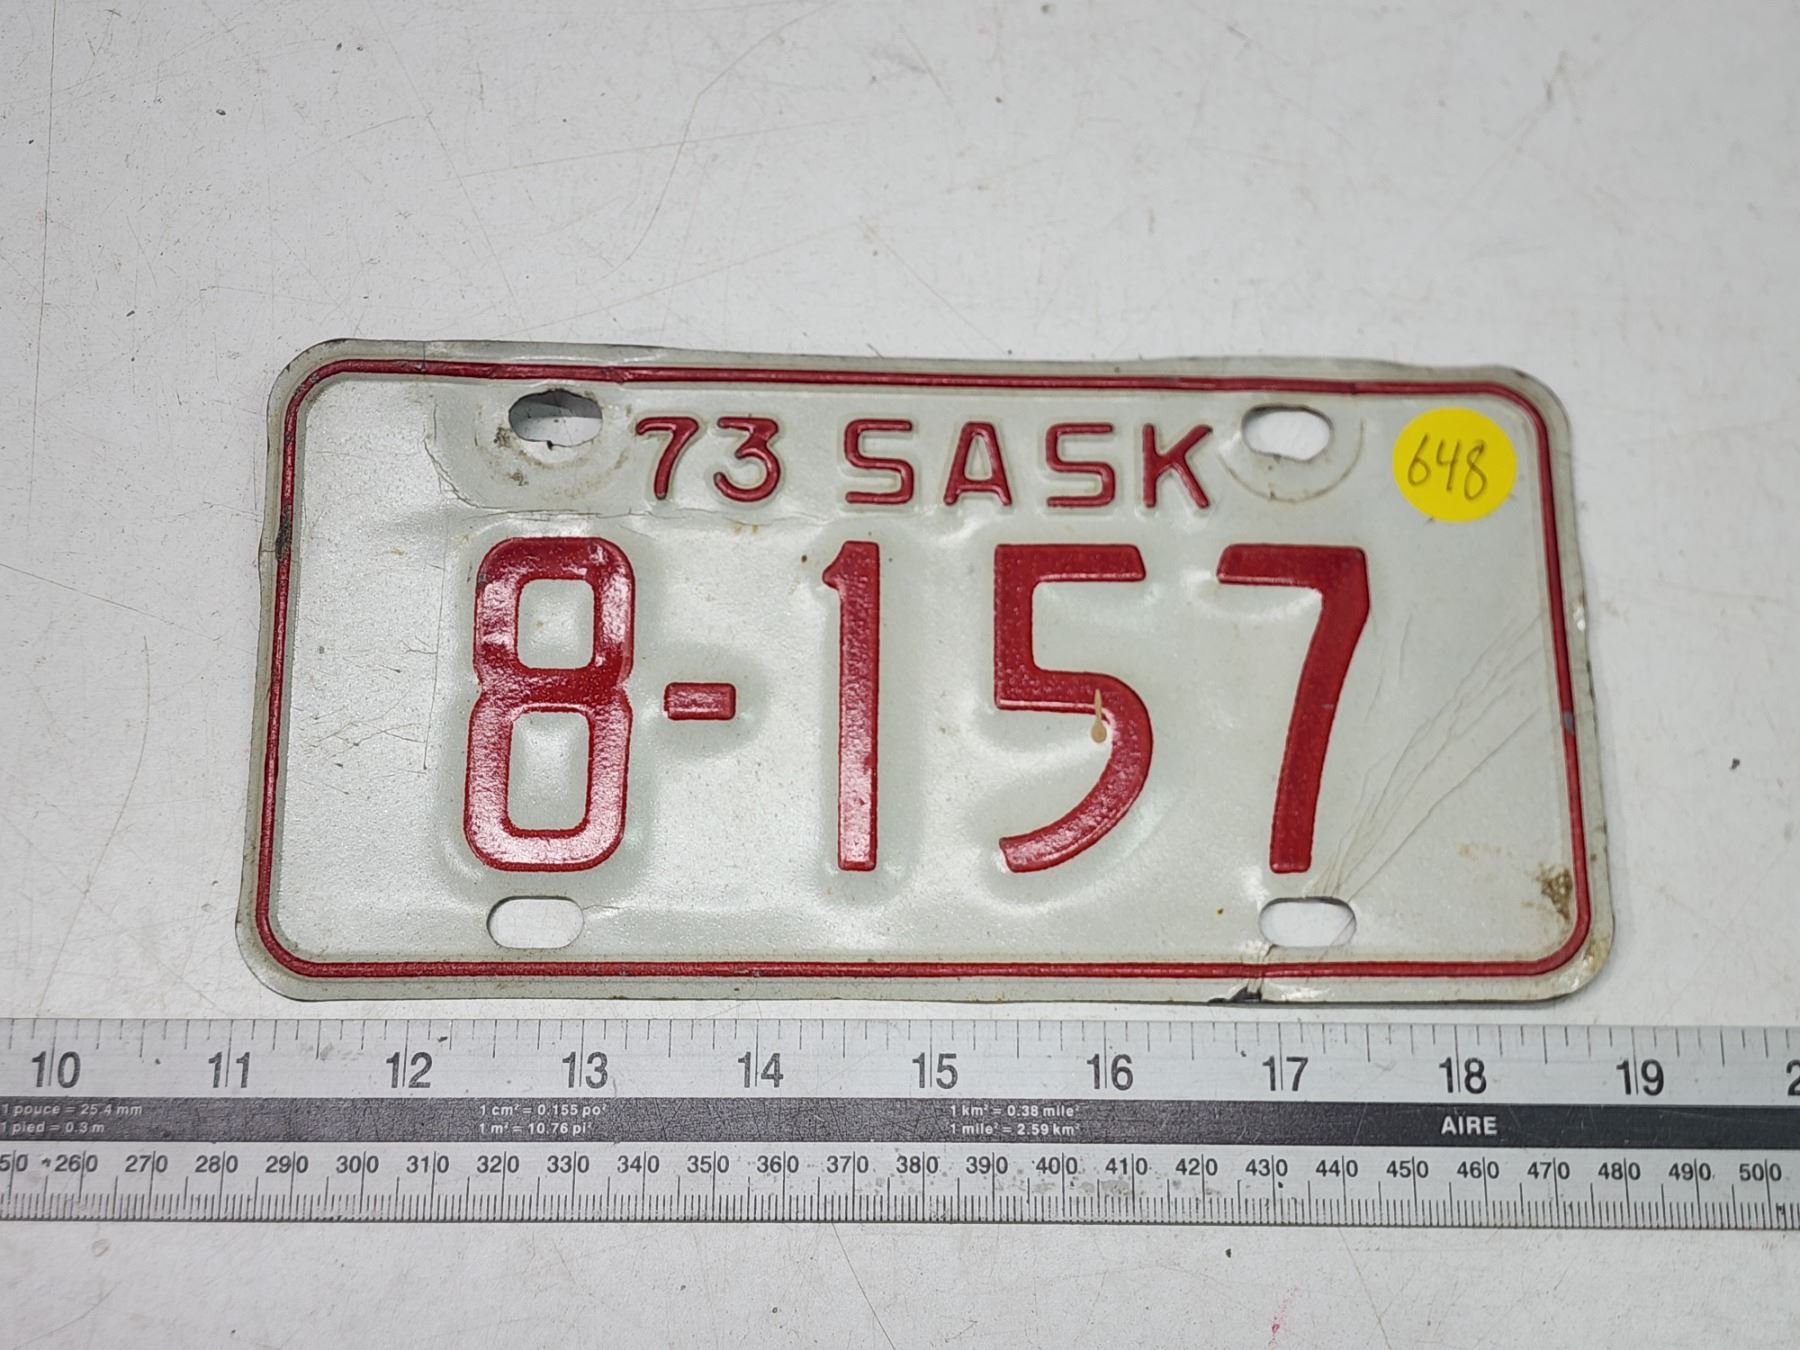 73 SASK
648
8-157
10 11 12 13 14 15 16 17 18 19 2
1 pouce = 25.4 mm 1 cm² = 0.155 po² 1 km² = 0.38 mile² AIRE
1 pied = 0.3 m 1 m² = 10.76 pi² 1 mile² = 2.59 km²
50 260 270 280 290 300 310 320 330 340 350 360 370 380 390 400 410 420 430 440 450 460 470 480 490 500